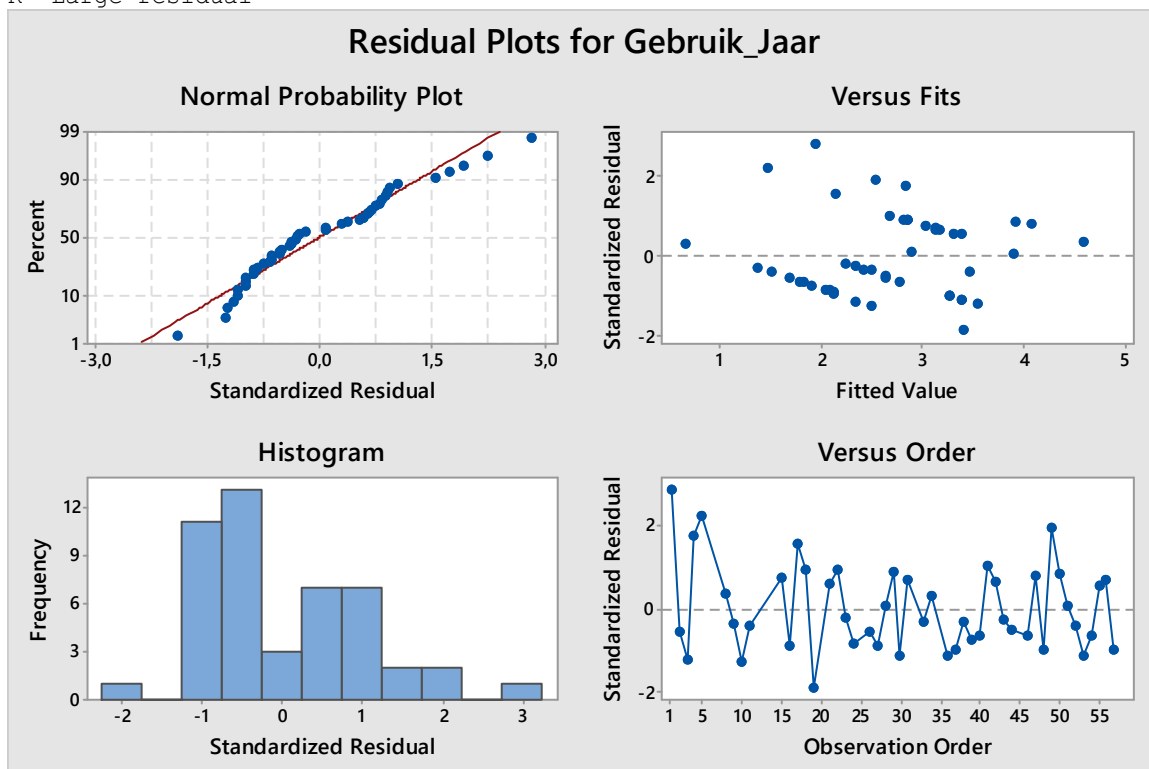 R  Large residual
Residual Plots for Gebruik_Jaar
Normal Probability Plot
99
90
50
10
1
Percent
-3,0 -1,5 0,0 1,5 3,0
Standardized Residual
Versus Fits
2
0
-2
Standardized Residual
1 2 3 4 5
Fitted Value
Histogram
12
9
6
3
0
Frequency
-2 -1 0 1 2 3
Standardized Residual
Versus Order
2
0
-2
Standardized Residual
1 5 10 15 20 25 30 35 40 45 50 55
Observation Order